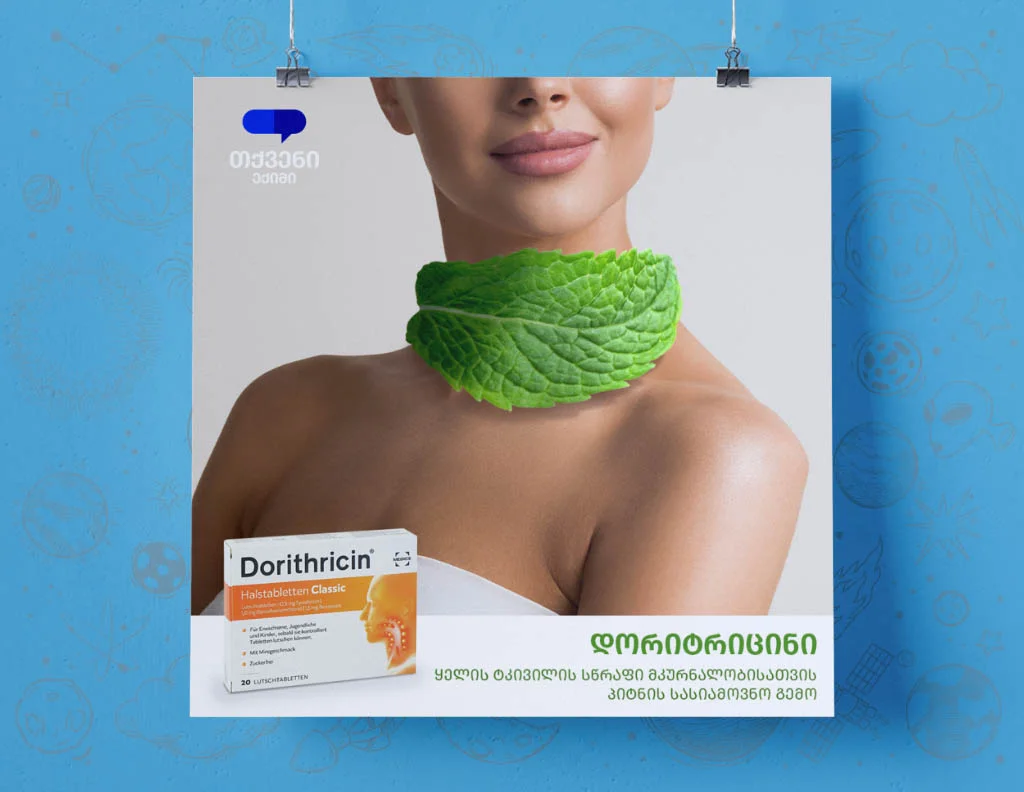 თქვენი
ექიმი
Dorithricin®
MEDICE
Halstabletten Classic
Für Erwachsene, Jugendliche
und Kinder, sobald sie kontrolliert
Tabletten lutschen können.
Mit Minzgeschmack
Zuckerfrei
20 LUTSCHTABLETTEN
დორიტრიცინი
ყელის ტკივილის სწრაფი მკურნალობისათვის
პიტნის სასიამოვნო გემო